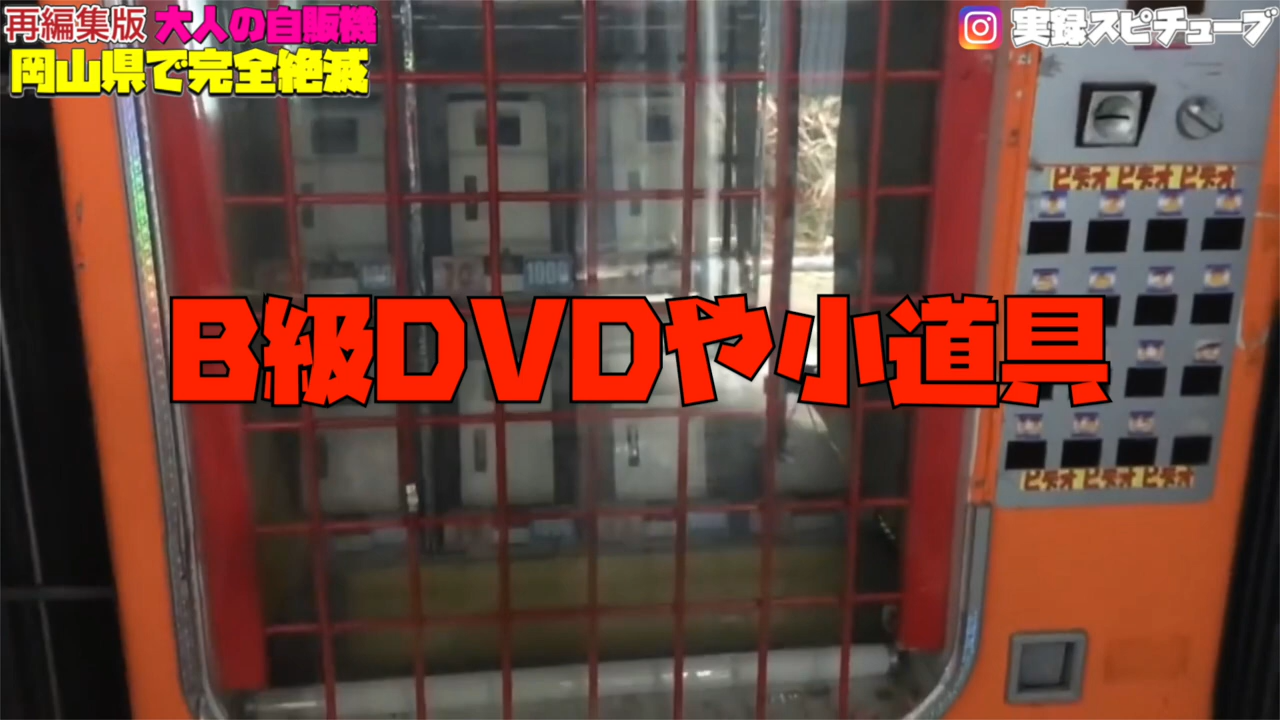 再編集版 大人の自販機
岡山県で完全絶滅
実録スピチューブ
ビデオ ビデオ ビデオ
1000
B級DVDや小道具
ビデオ ビデオ ビデオ